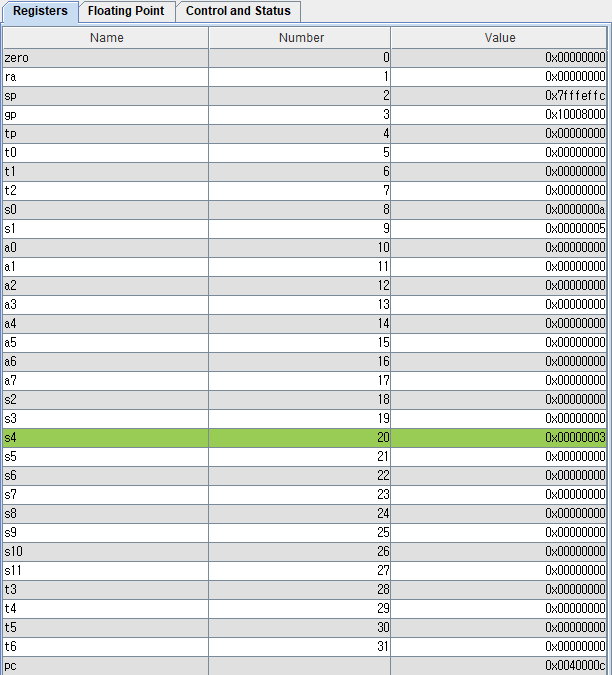 Registers Floating Point Control and Status
Name Number Value
zero 0 0x00000000
ra 1 0x00000000
sp 2 0x7fffeffc
gp 3 0x10008000
tp 4 0x00000000
t0 5 0x00000000
t1 6 0x00000000
t2 7 0x00000000
s0 8 0x0000000a
s1 9 0x00000005
a0 10 0x00000000
a1 11 0x00000000
a2 12 0x00000000
a3 13 0x00000000
a4 14 0x00000000
a5 15 0x00000000
a6 16 0x00000000
a7 17 0x00000000
s2 18 0x00000000
s3 19 0x00000000
s4 20 0x00000003
s5 21 0x00000000
s6 22 0x00000000
s7 23 0x00000000
s8 24 0x00000000
s9 25 0x00000000
s10 26 0x00000000
s11 27 0x00000000
t3 28 0x00000000
t4 29 0x00000000
t5 30 0x00000000
t6 31 0x00000000
pc 0x0040000c